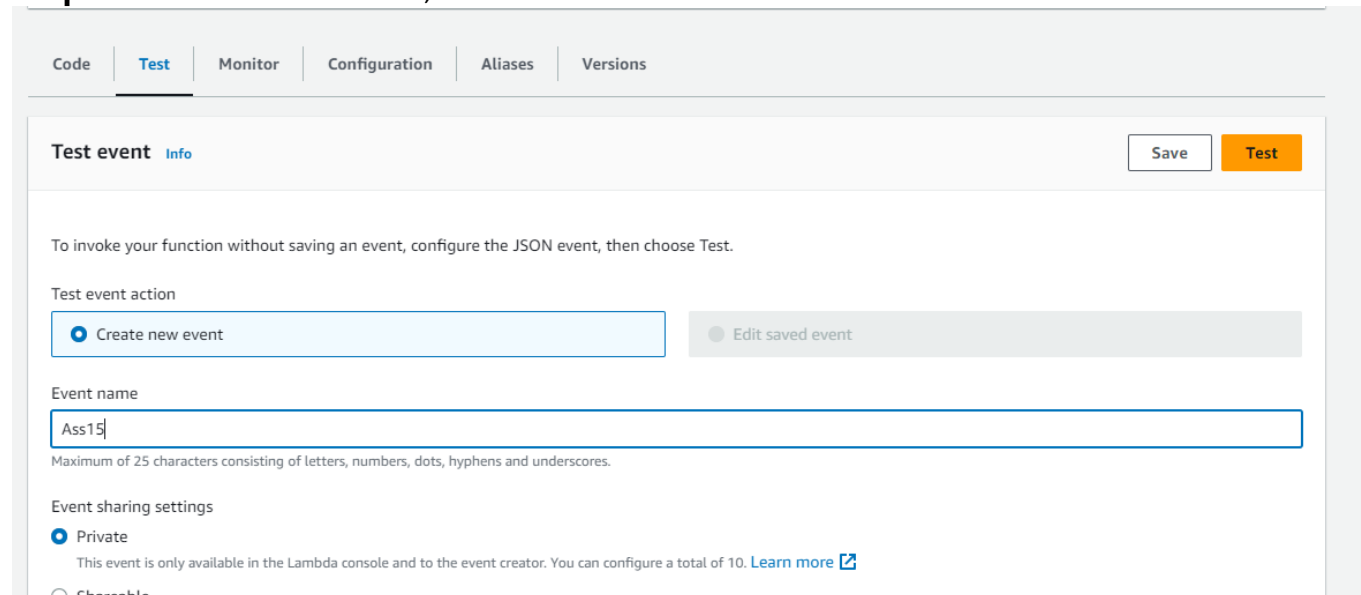 Code Test Monitor Configuration Aliases Versions
Test event Info Save Test
To invoke your function without saving an event, configure the JSON event, then choose Test.
Test event action
Create new event Edit saved event
Event name
Ass15
Maximum of 25 characters consisting of letters, numbers, dots, hyphens and underscores.
Event sharing settings
Private
This event is only available in the Lambda console and to the event creator. You can configure a total of 10. Learn more